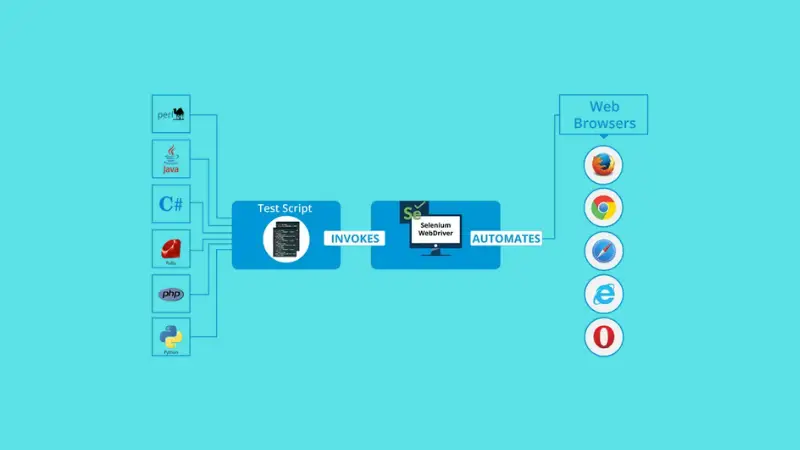 perl
Java
C#
Ruby
php
Python
Test Script
INVOKES
Se
Selenium
WebDriver
AUTOMATES
Web
Browsers